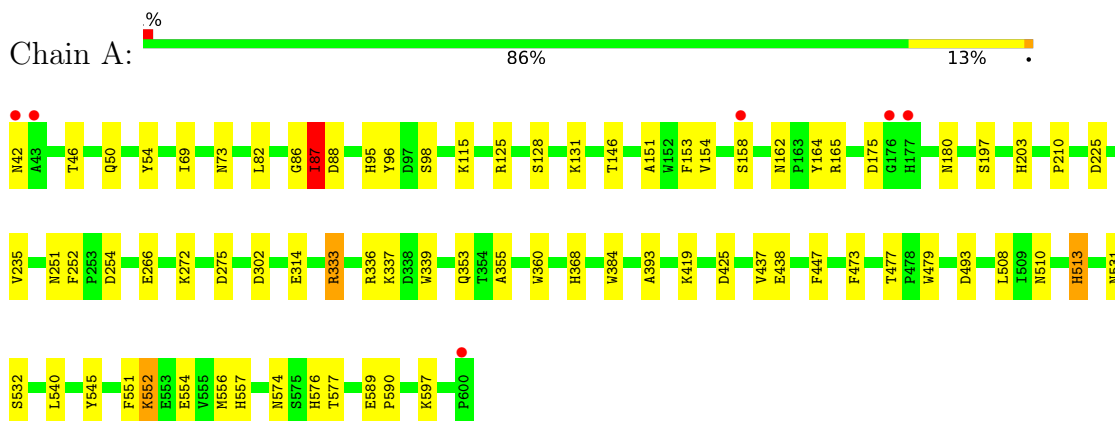 .%
Chain A:
86% 13% •
N42 A43 T46 Q50 Y54 I69 N73 L82 G86 I87 D88 H95 Y96 D97 S98 K115 R125 S128 K131 T146 A151 W152 F153 V154 S158 N162 P163 Y164 R165 D175 G176 H177 N180 S197 H203 P210 D225
V235 N251 F252 P253 D254 E266 K272 D275 D302 E314 R333 R336 K337 D338 W339 Q353 T354 A355 W360 H368 W384 A393 K419 D425 V437 E438 F447 F473 T477 P478 W479 D493 L508 I509 N510 H513 N531
S532 L540 Y545 F551 K552 E553 E554 V555 M556 H557 N574 S575 H576 T577 E589 P590 K597 P600